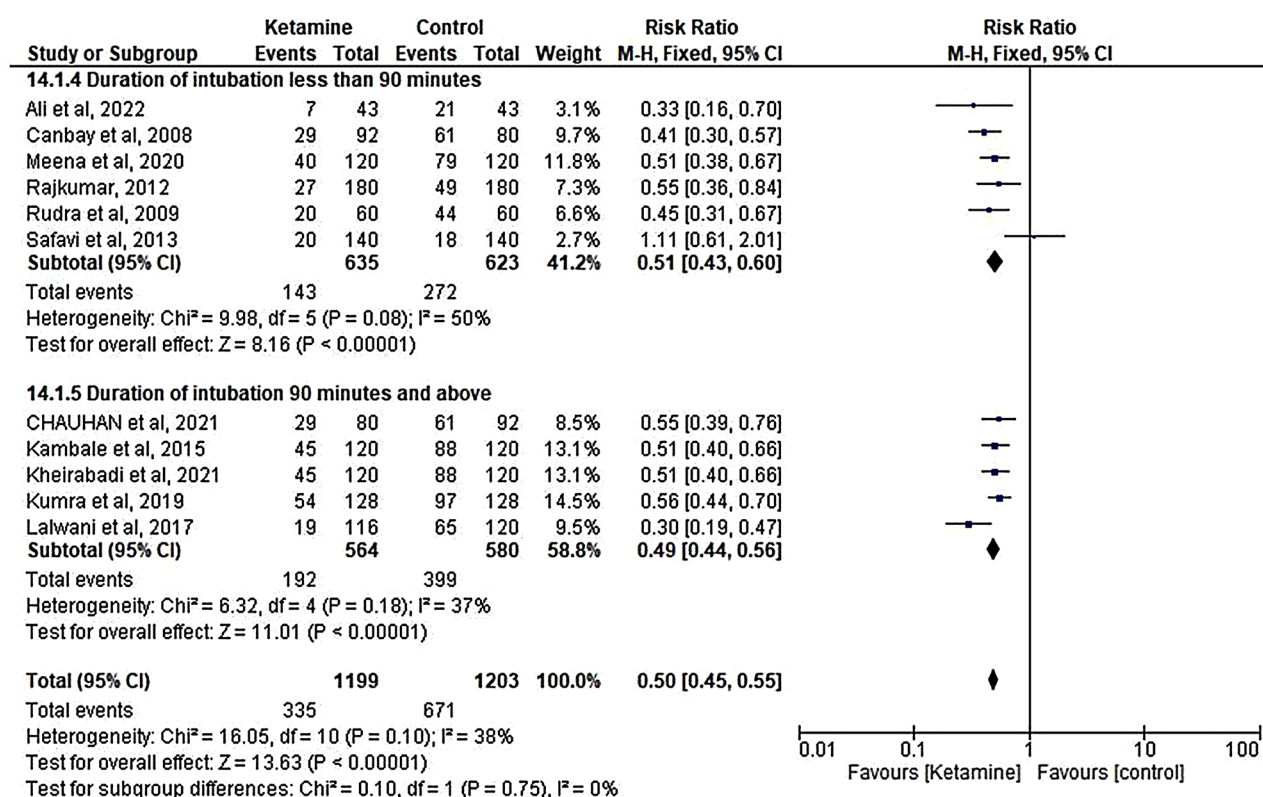 Ketamine Control Risk Ratio Risk Ratio
Study or Subgroup Events Total Events Total Weight M-H, Fixed, 95% CI M-H, Fixed, 95% CI
14.1.4 Duration of intubation less than 90 minutes
Ali et al, 2022 7 43 21 43 3.1% 0.33 [0.16, 0.70]
Canbay et al, 2008 29 92 61 80 9.7% 0.41 [0.30, 0.57]
Meena et al, 2020 40 120 79 120 11.8% 0.51 [0.38, 0.67]
Rajkumar, 2012 27 180 49 180 7.3% 0.55 [0.36, 0.84]
Rudra et al, 2009 20 60 44 60 6.6% 0.45 [0.31, 0.67]
Safavi et al, 2013 20 140 18 140 2.7% 1.11 [0.61, 2.01]
Subtotal (95% CI) 635 623 41.2% 0.51 [0.43, 0.60]
Total events 143 272
Heterogeneity: Chi² = 9.98, df = 5 (P = 0.08); I² = 50%
Test for overall effect: Z = 8.16 (P < 0.00001)
14.1.5 Duration of intubation 90 minutes and above
CHAUHAN et al, 2021 29 80 61 92 8.5% 0.55 [0.39, 0.76]
Kambale et al, 2015 45 120 88 120 13.1% 0.51 [0.40, 0.66]
Kheirabadi et al, 2021 45 120 88 120 13.1% 0.51 [0.40, 0.66]
Kumra et al, 2019 54 128 97 128 14.5% 0.56 [0.44, 0.70]
Lalwani et al, 2017 19 116 65 120 9.5% 0.30 [0.19, 0.47]
Subtotal (95% CI) 564 580 58.8% 0.49 [0.44, 0.56]
Total events 192 399
Heterogeneity: Chi² = 6.32, df = 4 (P = 0.18); I² = 37%
Test for overall effect: Z = 11.01 (P < 0.00001)
Total (95% CI) 1199 1203 100.0% 0.50 [0.45, 0.55]
Total events 335 671
Heterogeneity: Chi² = 16.05, df = 10 (P = 0.10); I² = 38%
Test for overall effect: Z = 13.63 (P < 0.00001)
Test for subgroup differences: Chi² = 0.10, df = 1 (P = 0.75), I² = 0%
0.01 0.1 1 10 100
Favours [Ketamine] Favours [control]